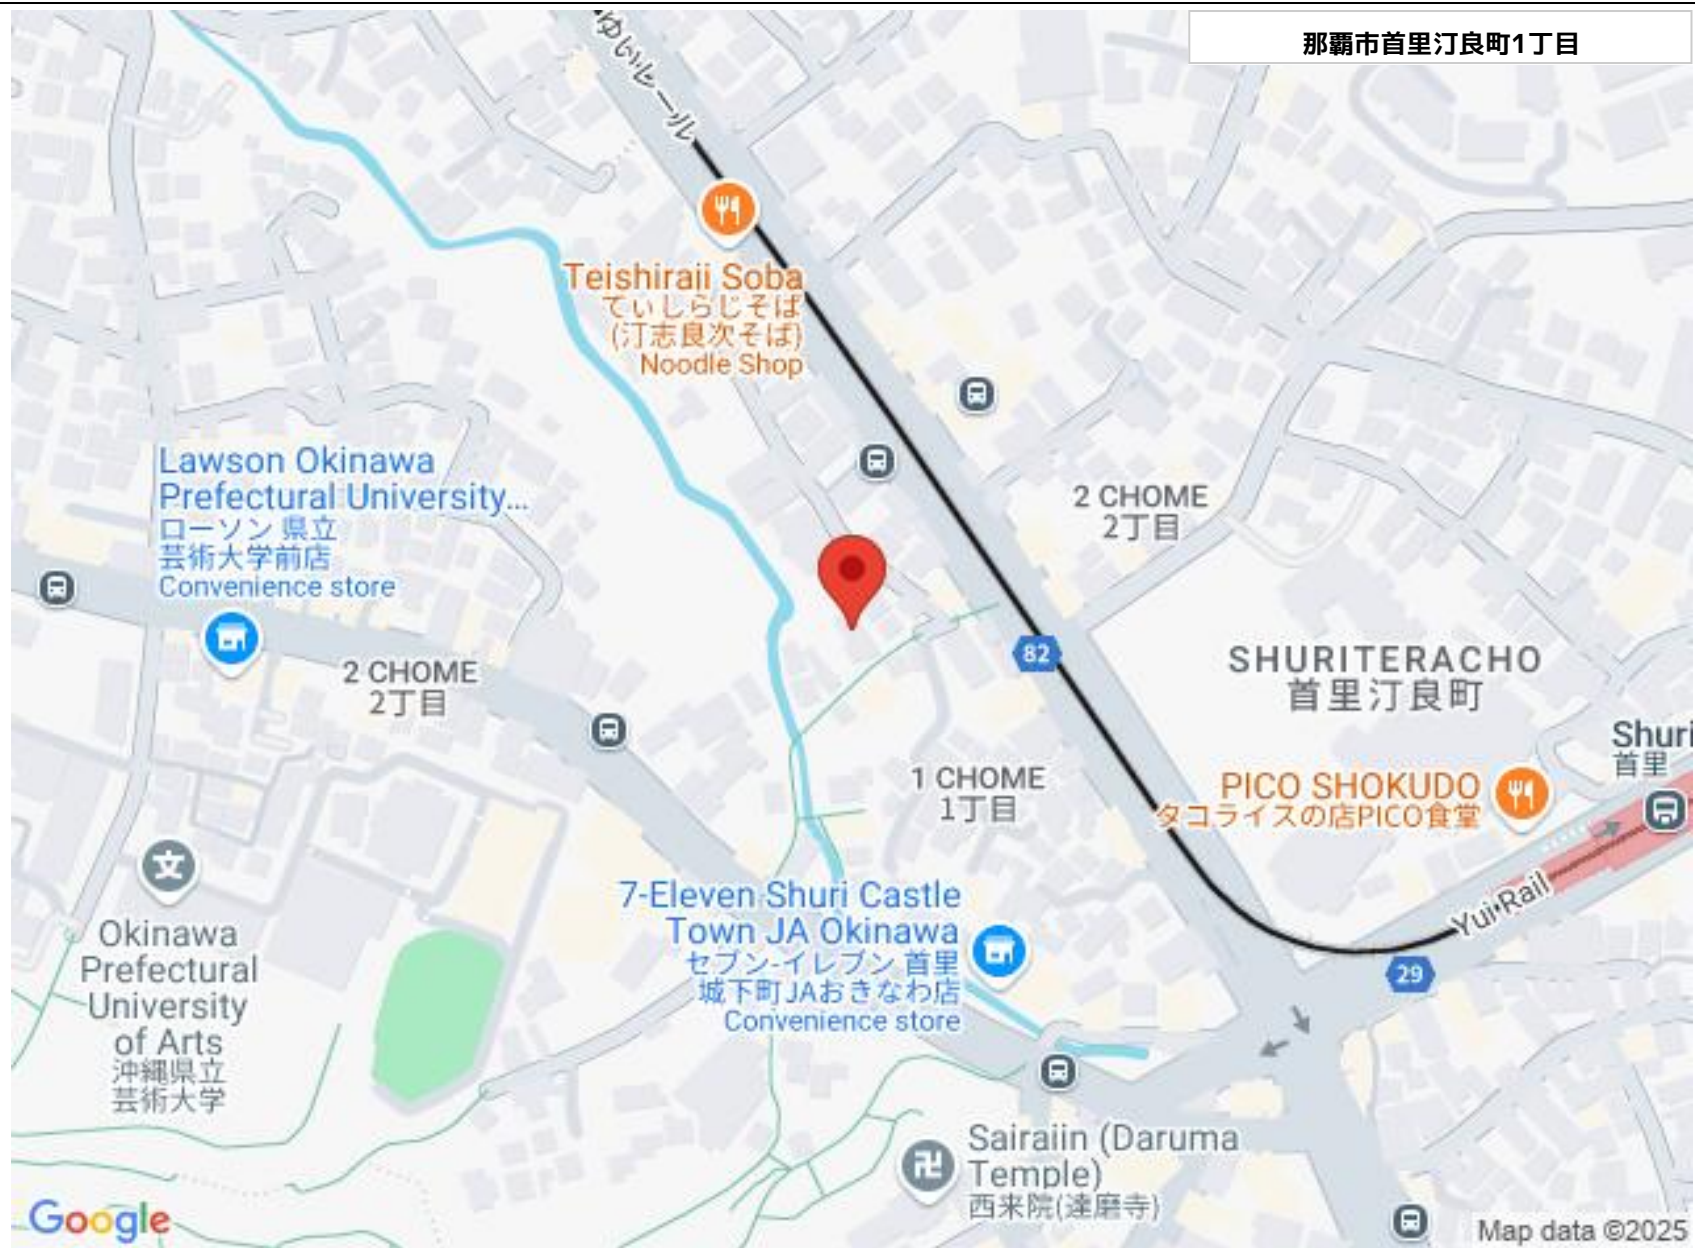 那覇市首里汀良町1丁目
ゆいレール
Teishiraji Soba
てぃしらじそば
(汀志良次そば)
Noodle Shop
Lawson Okinawa
Prefectural University...
ローソン 県立
芸術大学前店
Convenience store
2 CHOME
2丁目
2 CHOME
2丁目
82
SHURITERACHO
首里汀良町
Shuri
首里
1 CHOME
1丁目
PICO SHOKUDO
タコライスの店PICO食堂
文
Okinawa
Prefectural
University
of Arts
沖縄県立
芸術大学
7-Eleven Shuri Castle
Town JA Okinawa
セブン-イレブン 首里
城下町JAおきなわ店
Convenience store
Yui Rail
29
卍
Sairaiin (Daruma
Temple)
西来院(達磨寺)
Google
Map data ©2025